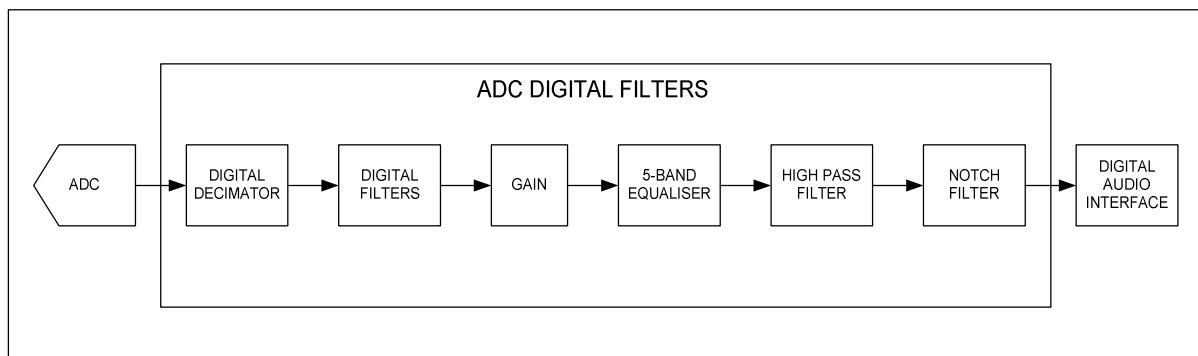 ADC DIGITAL FILTERS
ADC
DIGITAL
DECIMATOR
DIGITAL
FILTERS
GAIN
5-BAND
EQUALISER
HIGH PASS
FILTER
NOTCH
FILTER
DIGITAL
AUDIO
INTERFACE